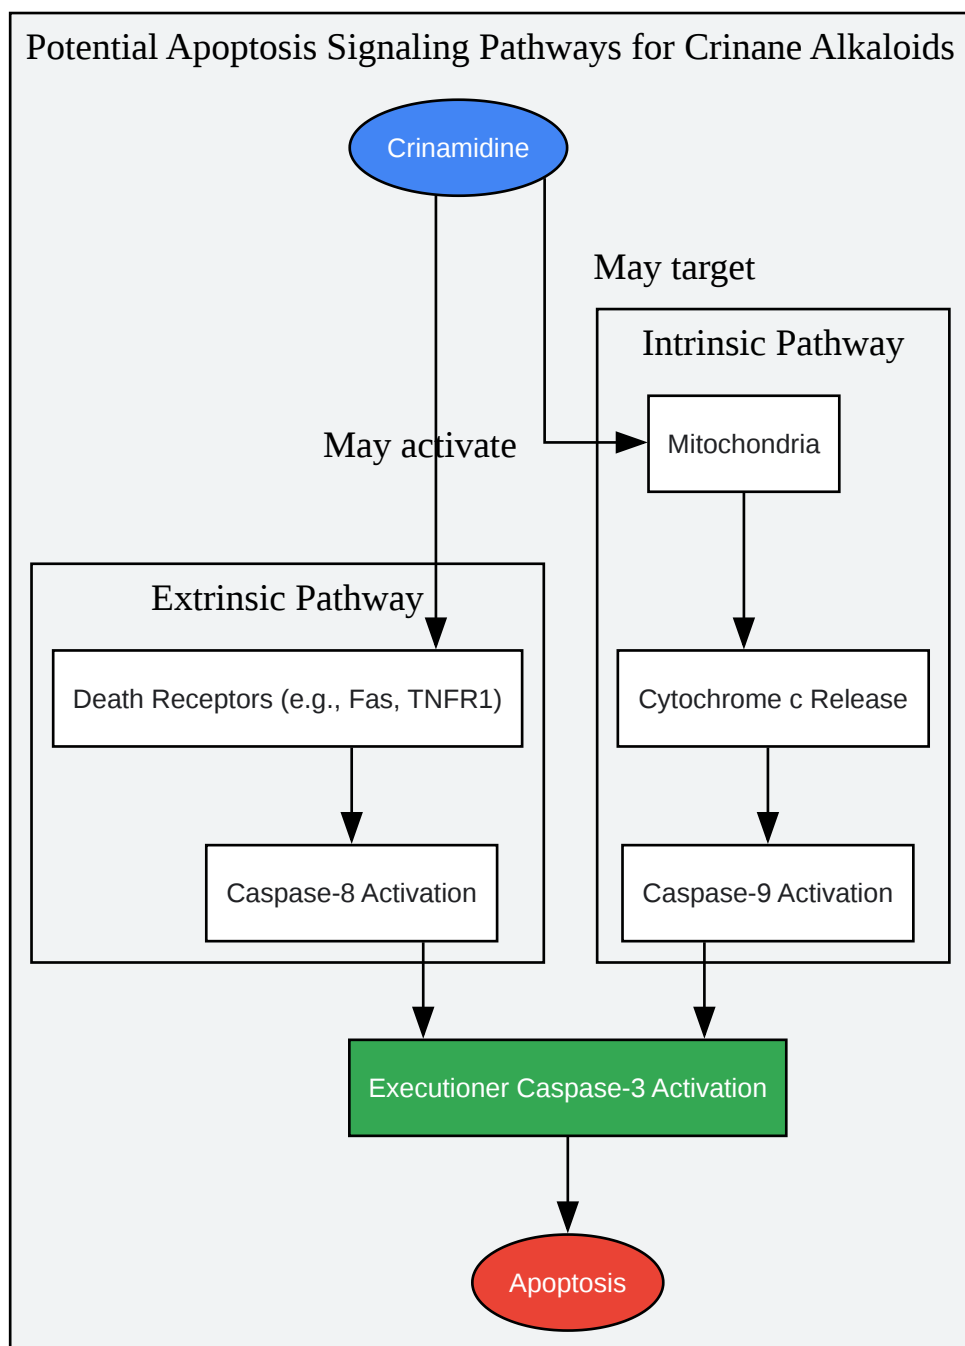 Potential Apoptosis Signaling Pathways for Crinane Alkaloids
Crinamidine
May target
Intrinsic Pathway
May activate
Mitochondria
Extrinsic Pathway
Death Receptors (e.g., Fas, TNFR1)
Cytochrome c Release
Caspase-8 Activation
Caspase-9 Activation
Executioner Caspase-3 Activation
Apoptosis